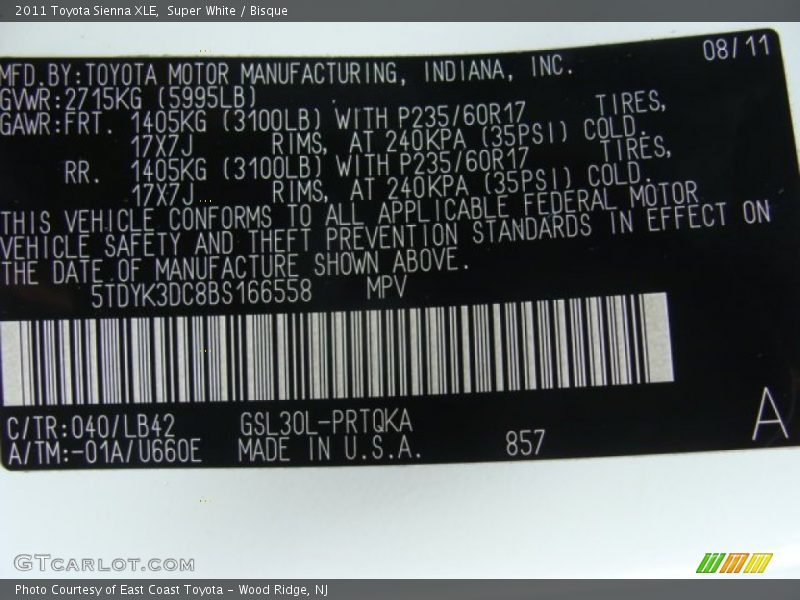 2011 Toyota Sienna XLE,  Super White / Bisque
08/11
MFD.BY:TOYOTA MOTOR MANUFACTURING, INDIANA, INC.
GVWR:2715KG (5995LB)
GAWR:FRT. 1405KG (3100LB) WITH P235/60R17 TIRES,
17X7J RIMS, AT 240KPA (35PSI) COLD.
RR. 1405KG (3100LB) WITH P235/60R17 TIRES,
17X7J RIMS, AT 240KPA (35PSI) COLD.
THIS VEHICLE CONFORMS TO ALL APPLICABLE FEDERAL MOTOR
VEHICLE SAFETY AND THEFT PREVENTION STANDARDS IN EFFECT ON
THE DATE OF MANUFACTURE SHOWN ABOVE.
5TDYK3DC8BS166558 MPV
C/TR:040/LB42 GSL30L-PRTQKA
A/TM:-01A/U660E MADE IN U.S.A. 857
A
GTCARLOT.COM
Photo Courtesy of East Coast Toyota – Wood Ridge, NJ